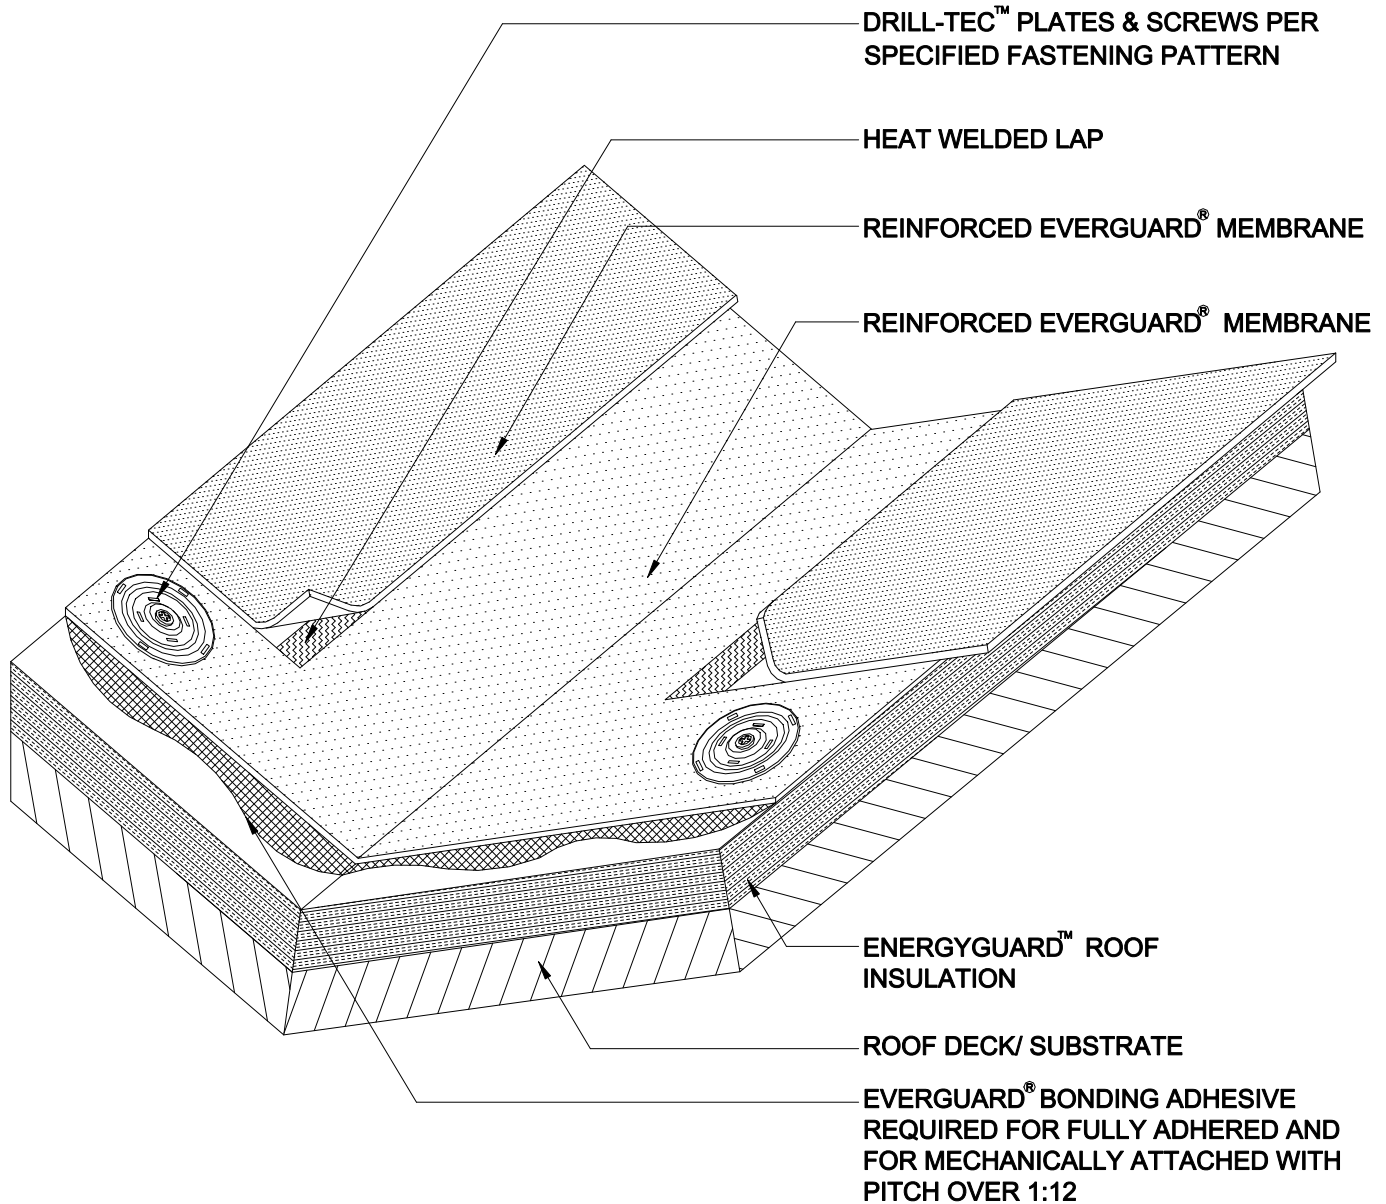 DRILL-TEC™ PLATES & SCREWS PER
SPECIFIED FASTENING PATTERN
HEAT WELDED LAP
REINFORCED EVERGUARD® MEMBRANE
REINFORCED EVERGUARD® MEMBRANE
ENERGYGUARD™ ROOF
INSULATION
ROOF DECK/ SUBSTRATE
EVERGUARD® BONDING ADHESIVE
REQUIRED FOR FULLY ADHERED AND
FOR MECHANICALLY ATTACHED WITH
PITCH OVER 1:12